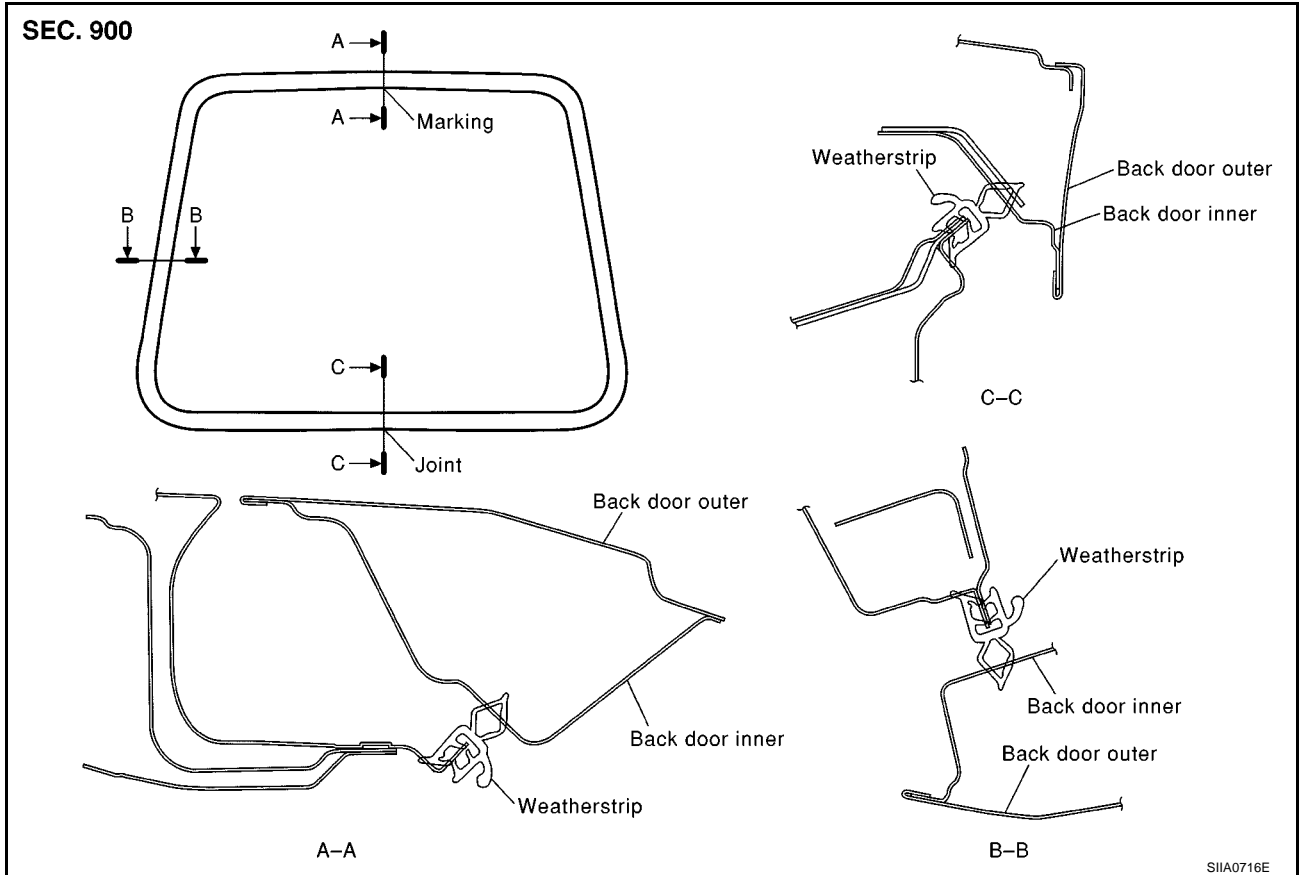 SEC. 900
A
A
Marking
B
B
C
C
Joint
Weatherstrip
Back door outer
Back door inner
C–C
Back door outer
Back door inner
Weatherstrip
A–A
Weatherstrip
Back door inner
Back door outer
B–B
SIIA0716E